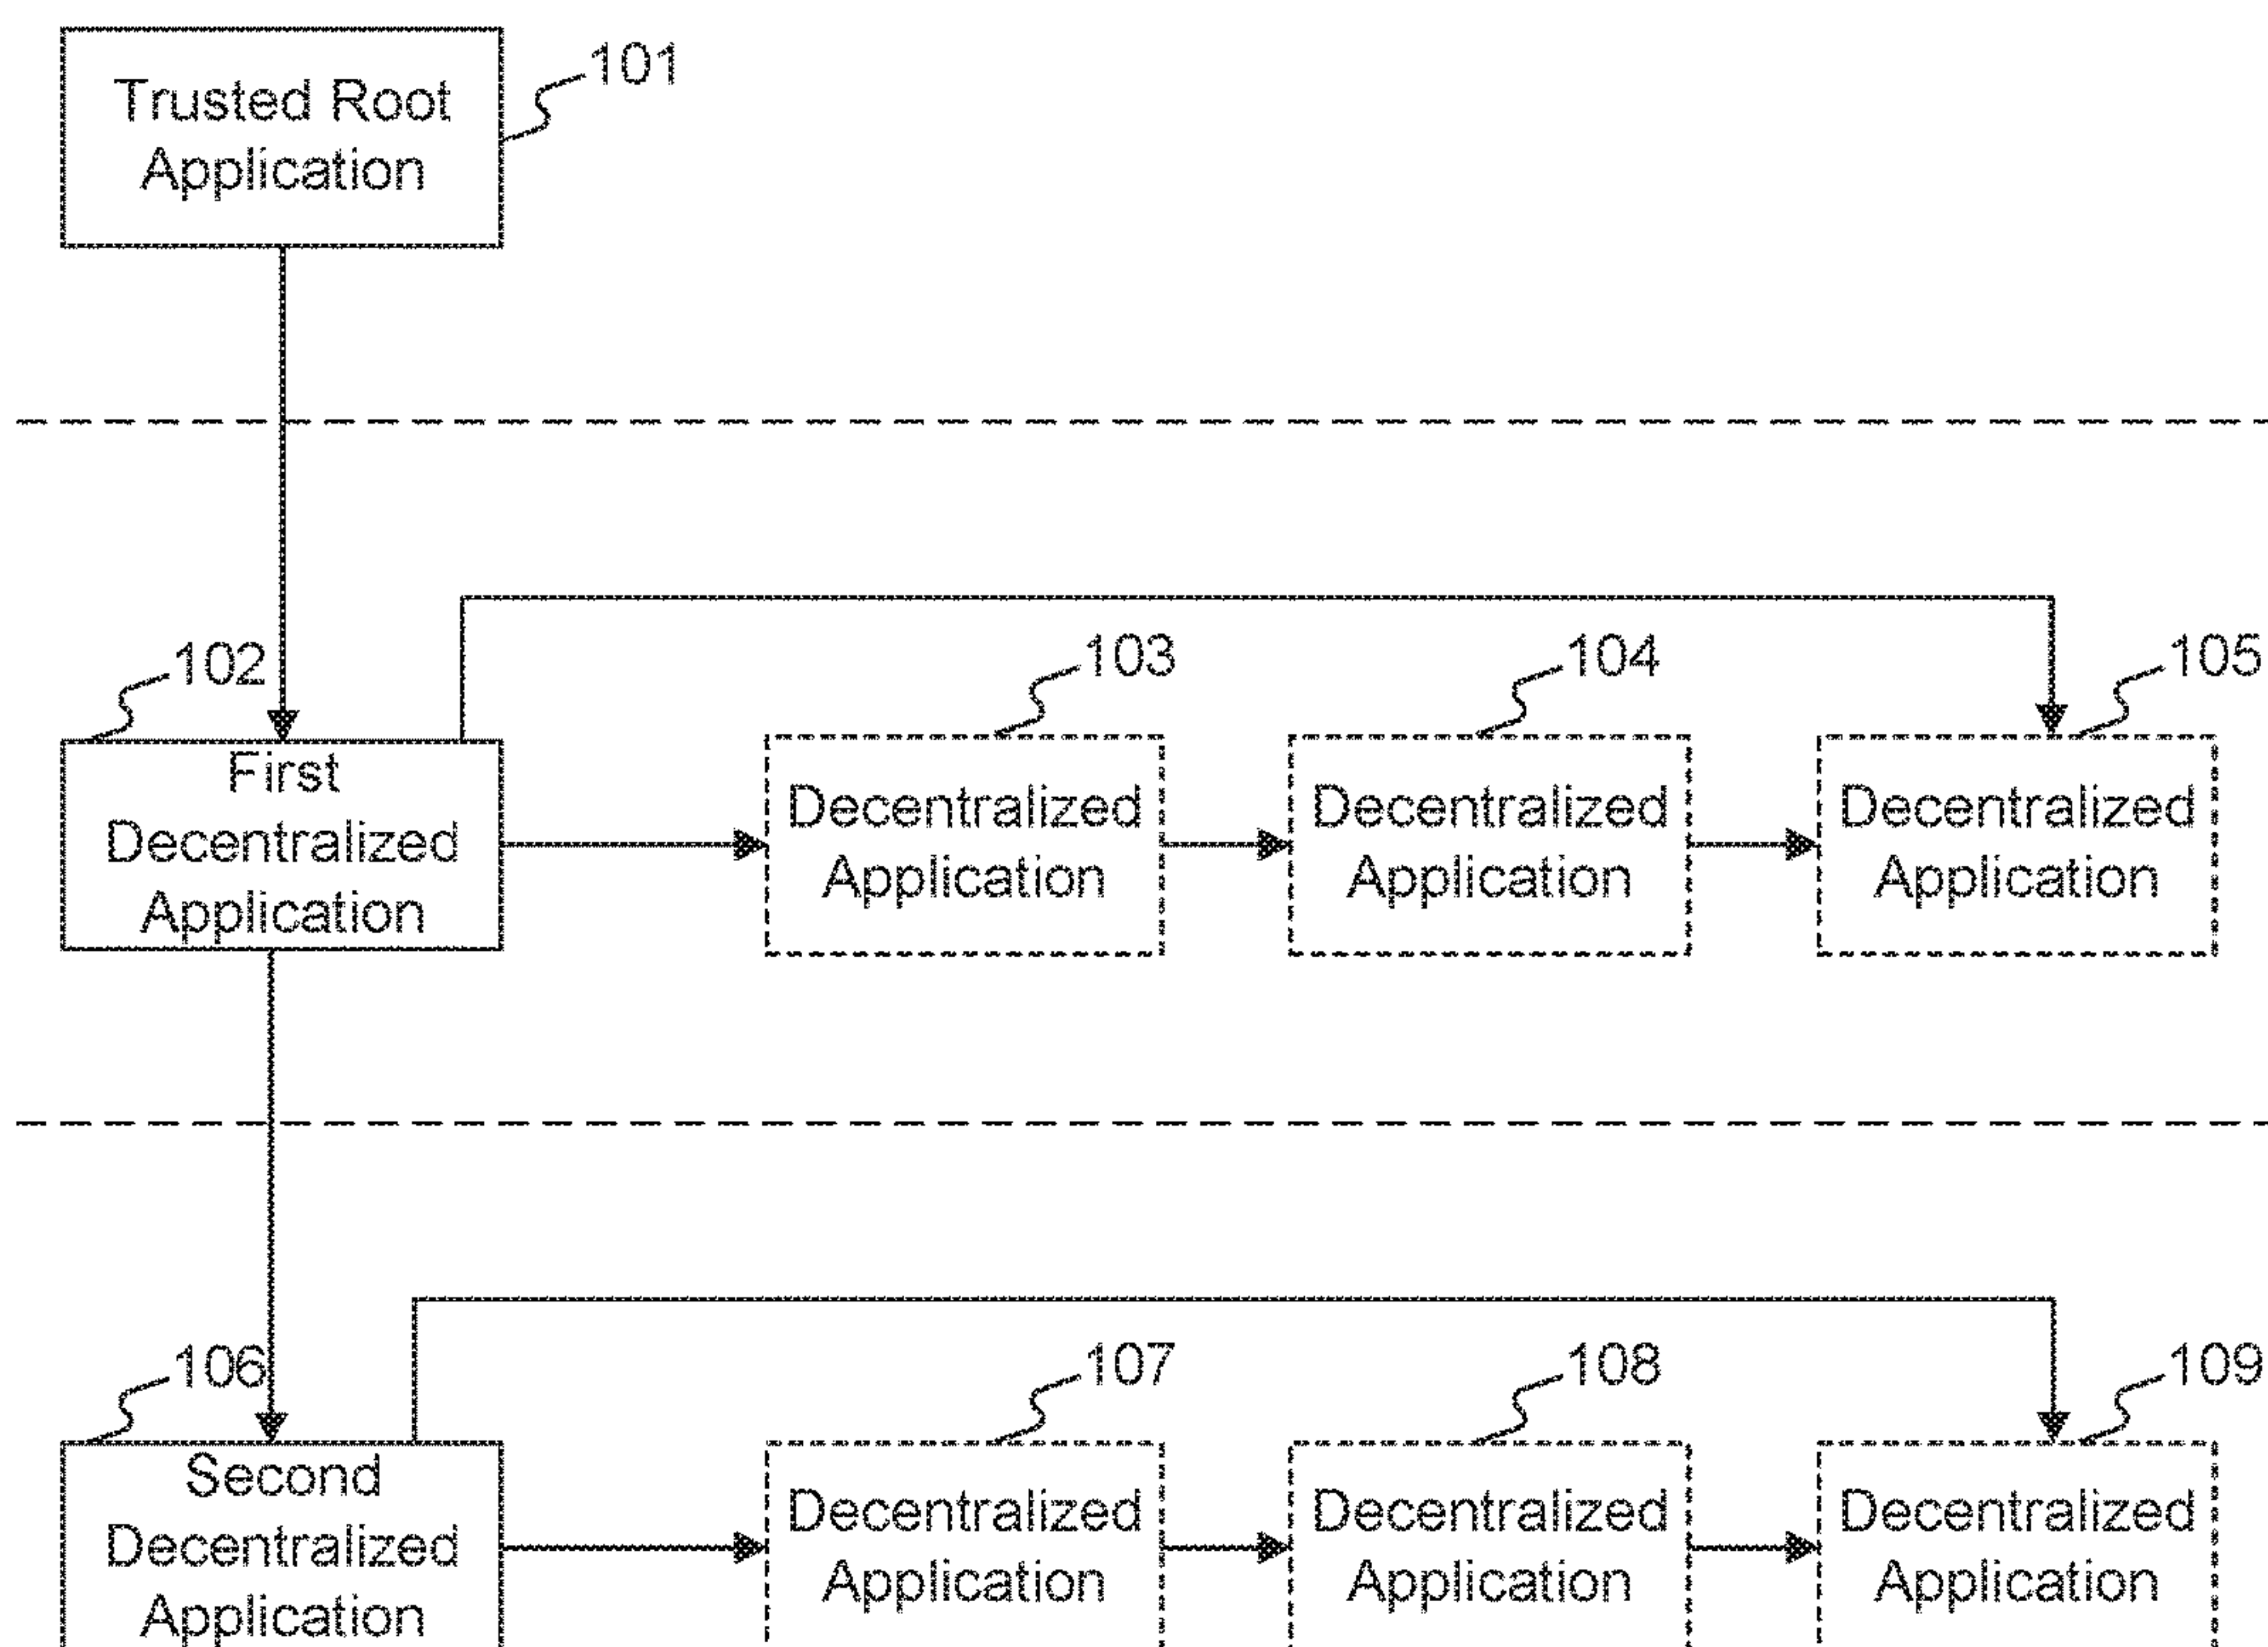 101
Trusted Root
Application
102
103
104
105
First
Decentralized
Application
Decentralized
Application
Decentralized
Application
Decentralized
Application
106
107
108
109
Second
Decentralized
Application
Decentralized
Application
Decentralized
Application
Decentralized
Application